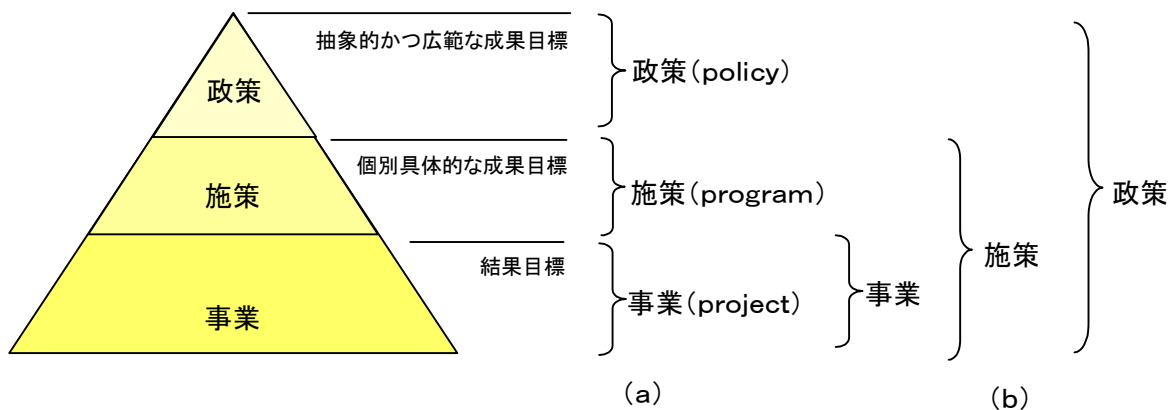 抽象的かつ広範な成果目標
政策
政策（policy）
個別具体的な成果目標
施策
施策（program）
結果目標
事業
事業（project）
事業
施策
政策
（a）
（b）